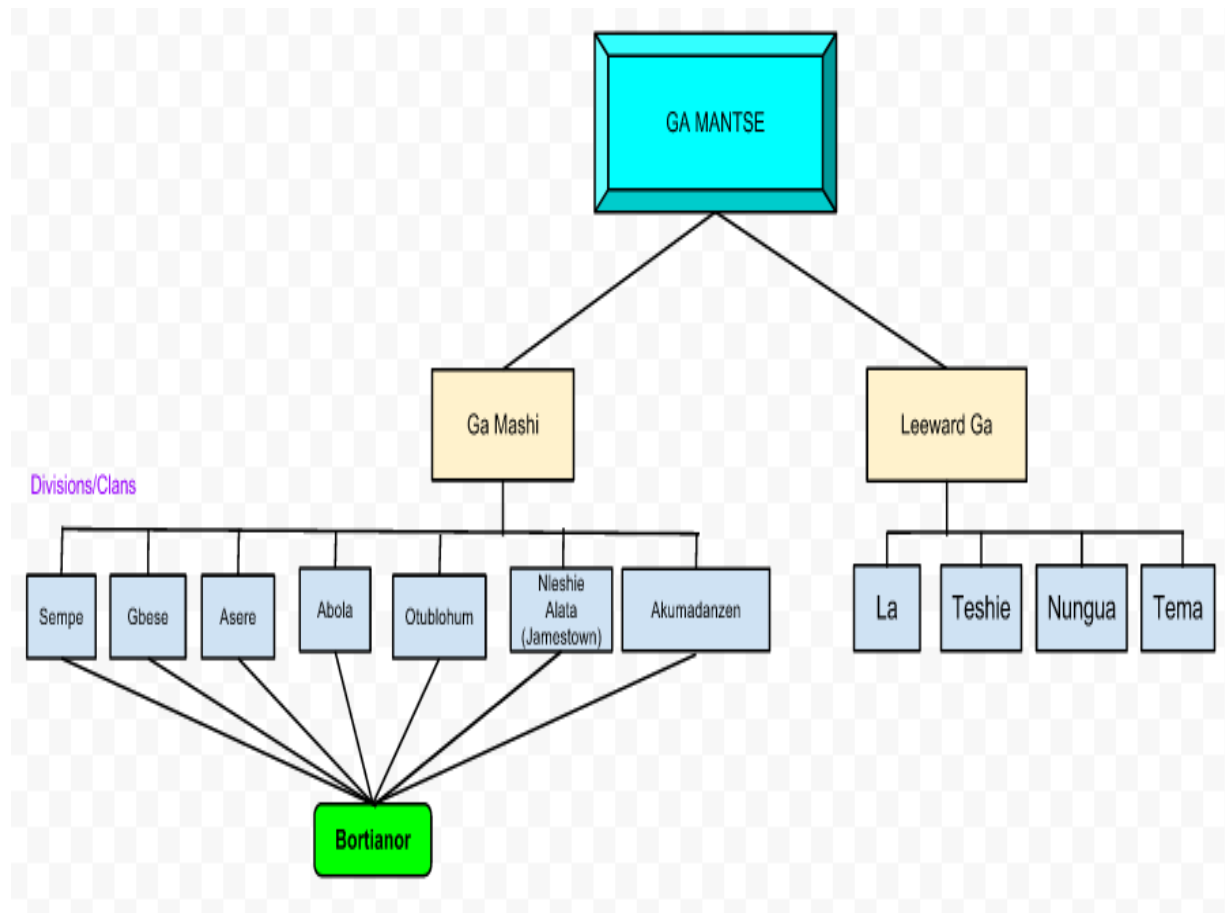 GA MANTSE
Ga Mashi
Leeward Ga
Divisions/Clans
Sempe
Gbese
Asere
Abola
Otublohum
Nleshie
Alata
(Jamestown)
Akumadanzen
La
Teshie
Nungua
Tema
Bortianor